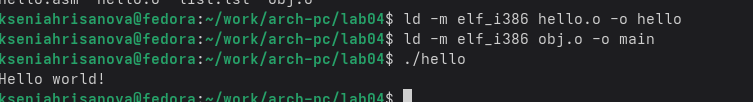 hello.asm hello.o list.lst obj.o
kseniahrisanova@fedora:~/work/arch-pc/lab04$ ld -m elf_i386 hello.o -o hello
kseniahrisanova@fedora:~/work/arch-pc/lab04$ ld -m elf_i386 obj.o -o main
kseniahrisanova@fedora:~/work/arch-pc/lab04$ ./hello
Hello world!
kseniahrisanova@fedora:~/work/arch-pc/lab04$